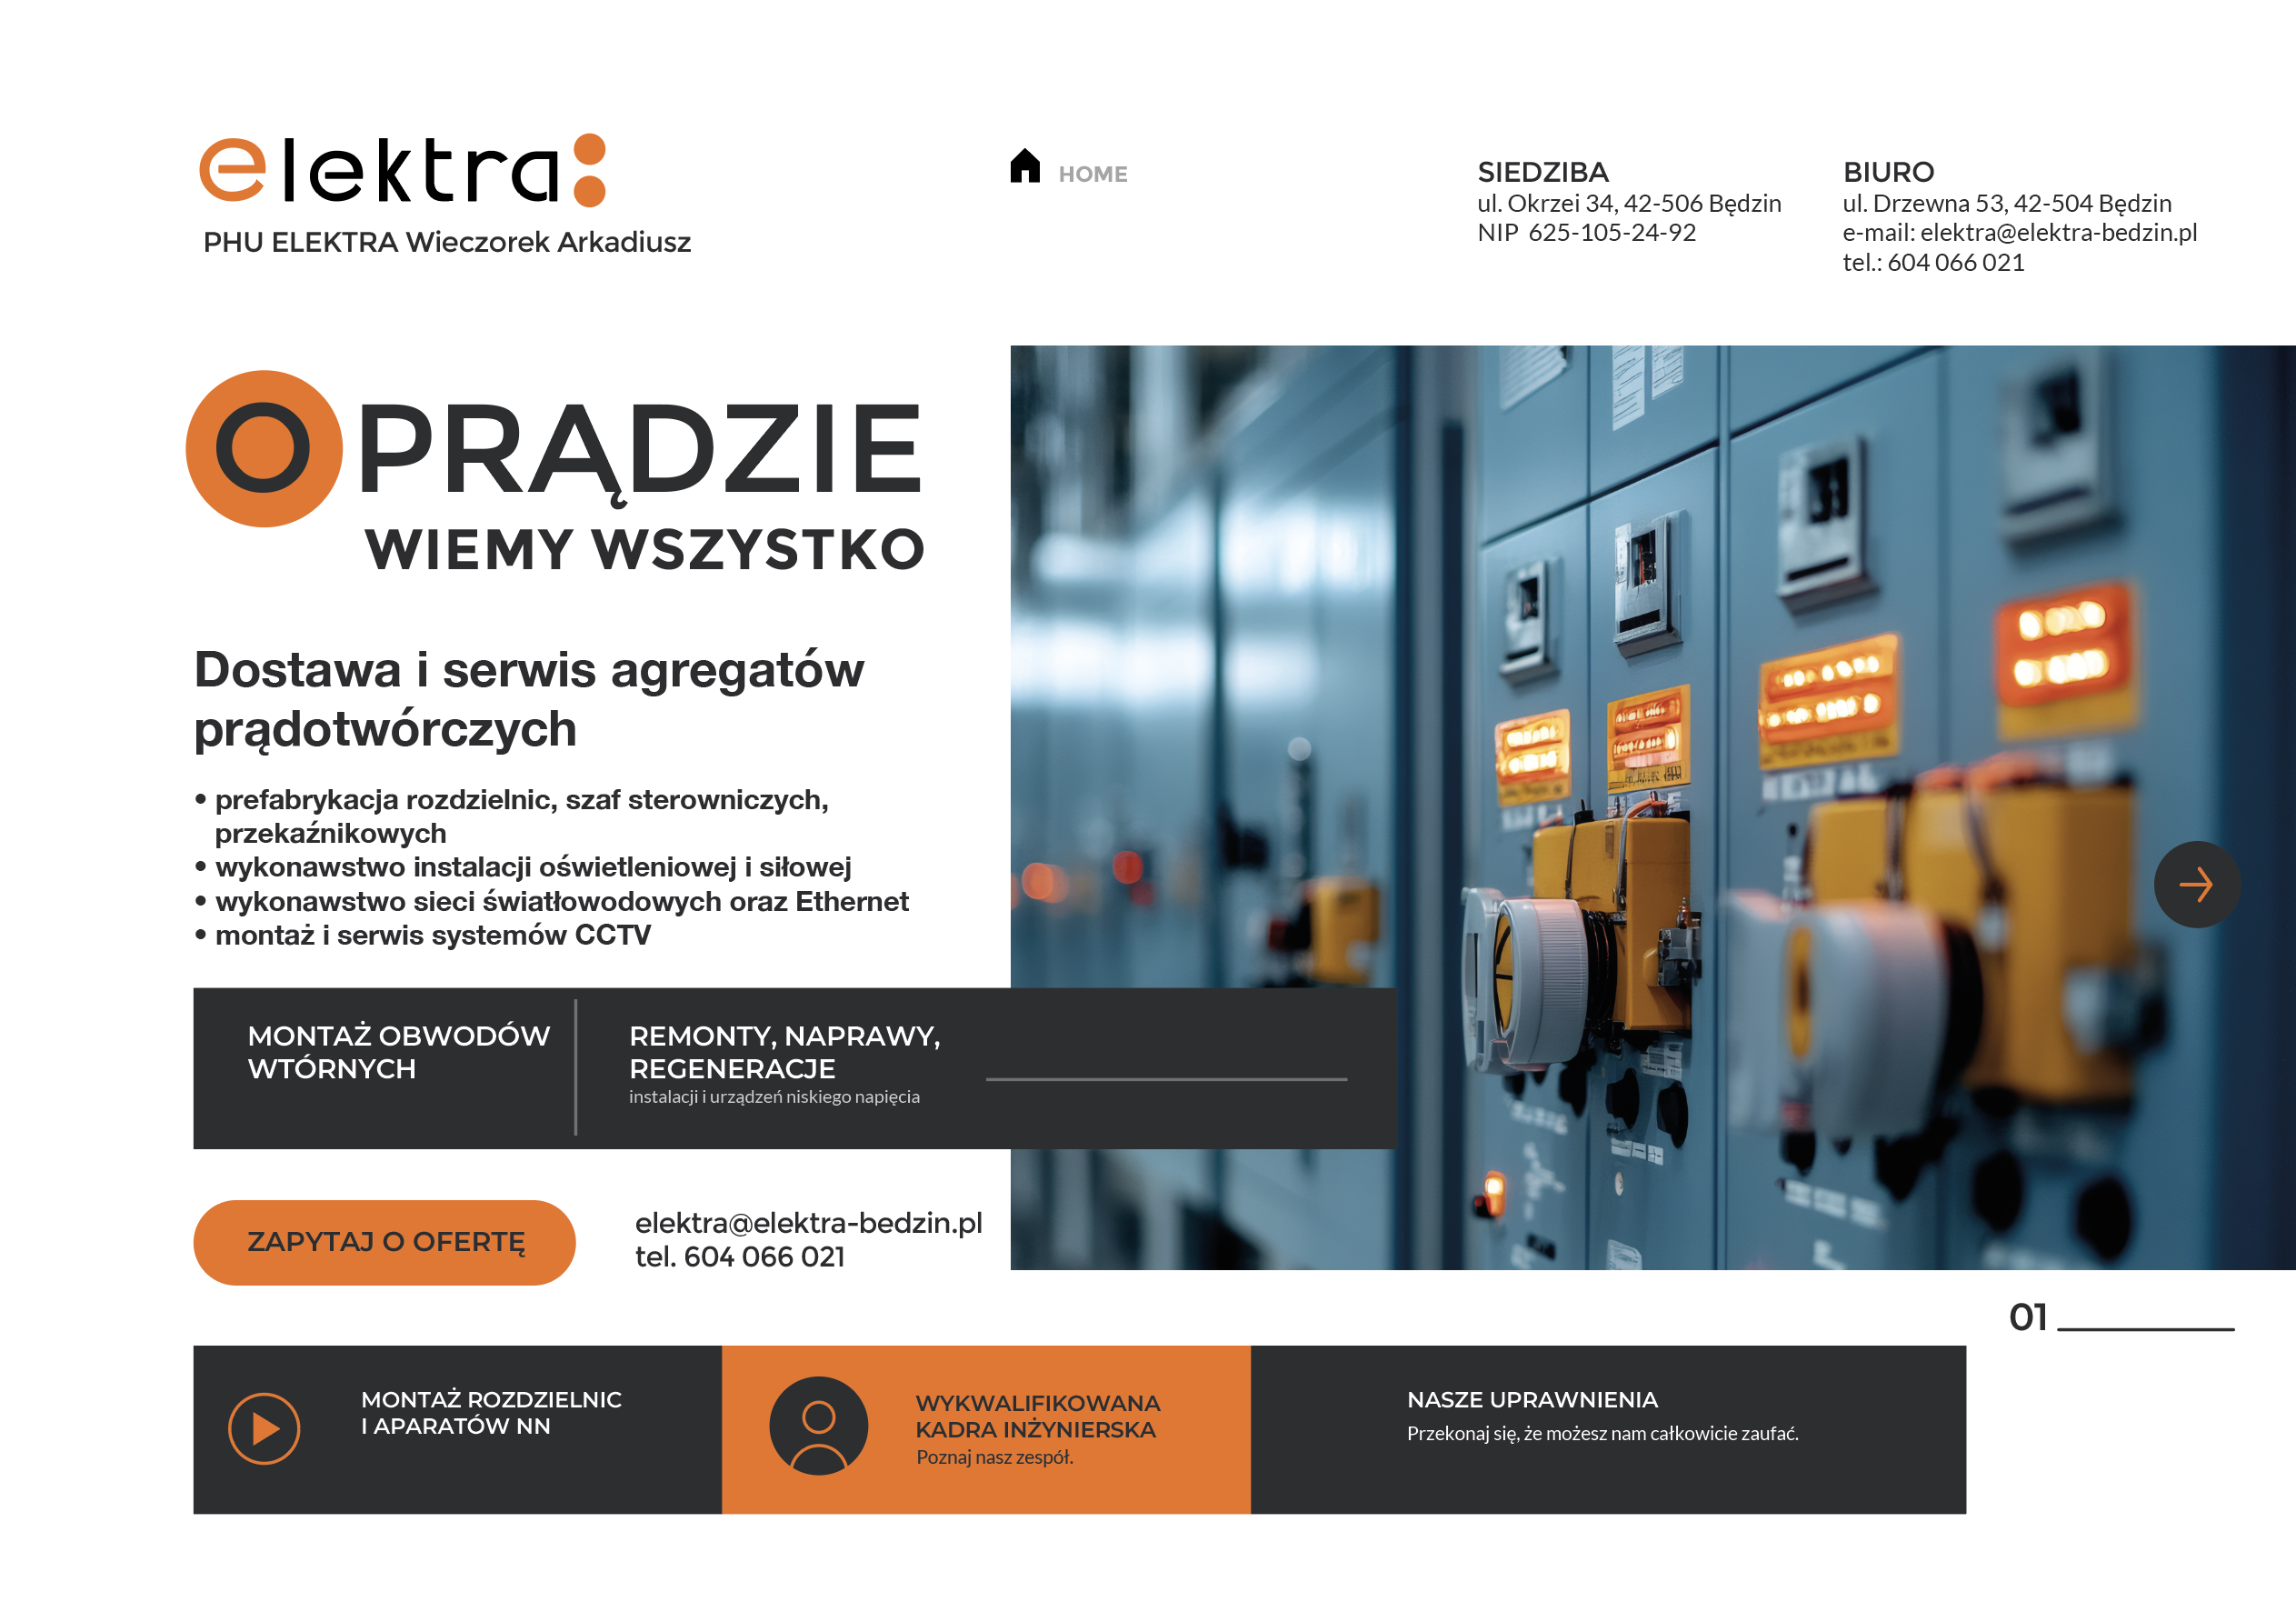 elektra:
PHU ELEKTRA Wieczorek Arkadiusz
HOME
SIEDZIBA
ul. Okrzei 34, 42-506 Będzin
NIP 625-105-24-92
BIURO
ul. Drzewna 53, 42-504 Będzin
e-mail: elektra@elektra-bedzin.pl
tel.: 604 066 021
O PRĄDZIE
WIEMY WSZYSTKO
Dostawa i serwis agregatów
prądotwórczych
• prefabrykacja rozdzielnic, szaf sterowniczych,
przekaźnikowych
• wykonawstwo instalacji oświetleniowej i siłowej
• wykonawstwo sieci światłowodowych oraz Ethernet
• montaż i serwis systemów CCTV
MONTAŻ OBWODÓW
WTÓRNYCH
REMONTY, NAPRAWY,
REGENERACJE
instalacji i urządzeń niskiego napięcia
ZAPYTAJ O OFERTĘ
elektra@elektra-bedzin.pl
tel. 604 066 021
01
MONTAŻ ROZDZIELNIC
I APARATÓW NN
WYKWALIFIKOWANA
KADRA INŻYNIERSKA
Poznaj nasz zespół.
NASZE UPRAWNIENIA
Przekonaj się, że możesz nam całkowicie zaufać.